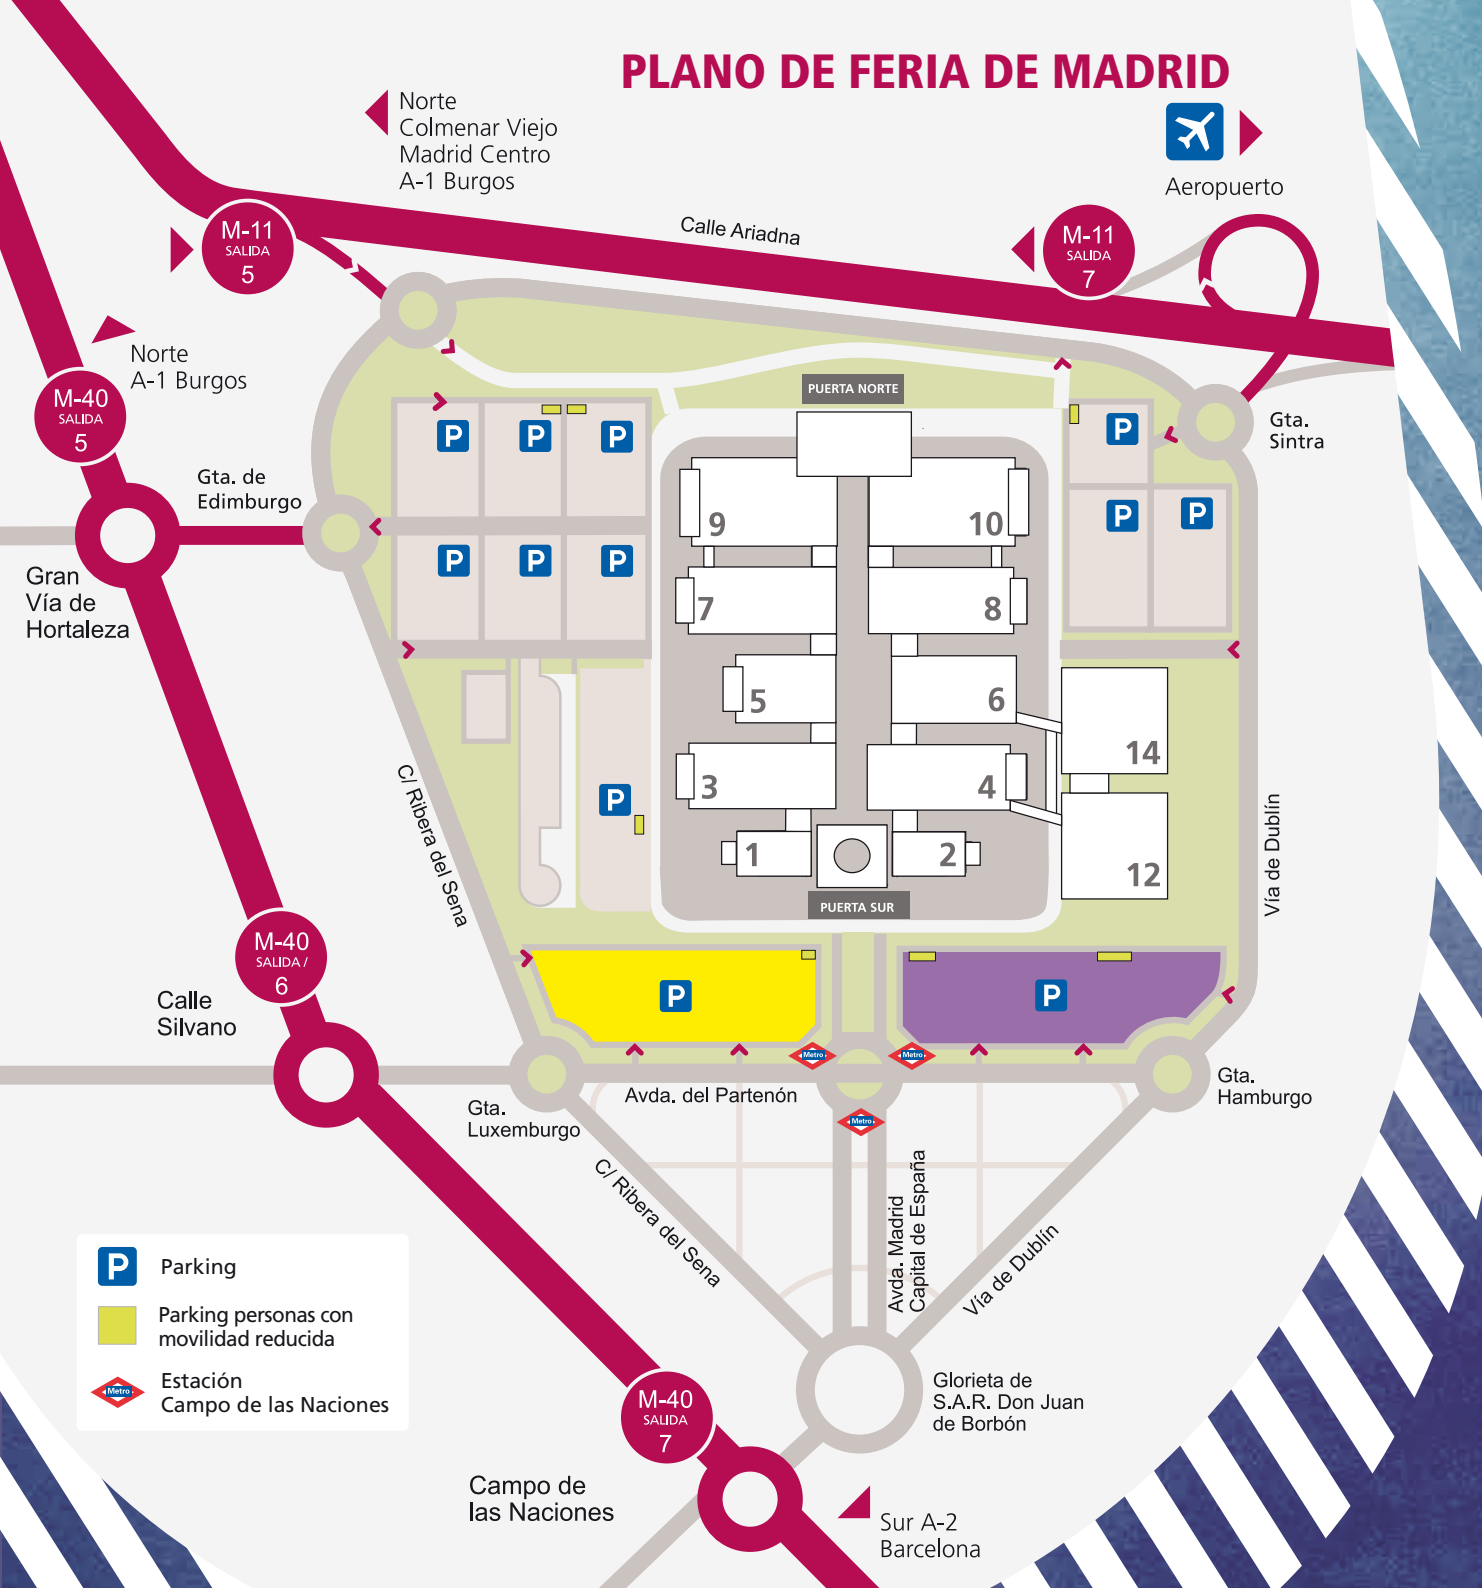 PLANO DE FERIA DE MADRID
Norte
Colmenar Viejo
Madrid Centro
A-1 Burgos
Aeropuerto
M-11
SALIDA
5
Calle Ariadna
M-11
SALIDA
7
Norte
A-1 Burgos
M-40
SALIDA
5
PUERTA NORTE
Gta.
Sintra
Gta. de
Edimburgo
P
P
P
P
P
P
P
P
P
9
10
Gran
Vía de
Hortaleza
7
8
5
6
14
3
4
P
1
2
12
C/ Ribera del Sena
Vía de Dublín
PUERTA SUR
M-40
SALIDA /
6
Calle
Silvano
P
P
Metro
Metro
Avda. del Partenón
Gta.
Luxemburgo
Gta.
Hamburgo
Metro
C/ Ribera del Sena
Avda. Madrid
Capital de España
Vía de Dublín
P
Parking
Parking personas con
movilidad reducida
Metro
Estación
Campo de las Naciones
M-40
SALIDA
7
Glorieta de
S.A.R. Don Juan
de Borbón
Campo de
las Naciones
Sur A-2
Barcelona